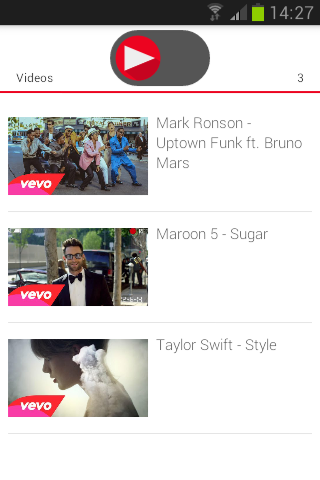 14:27
Videos 3
Mark Ronson -
Uptown Funk ft. Bruno
Mars
vevo
Maroon 5 - Sugar
vevo
Taylor Swift - Style
vevo